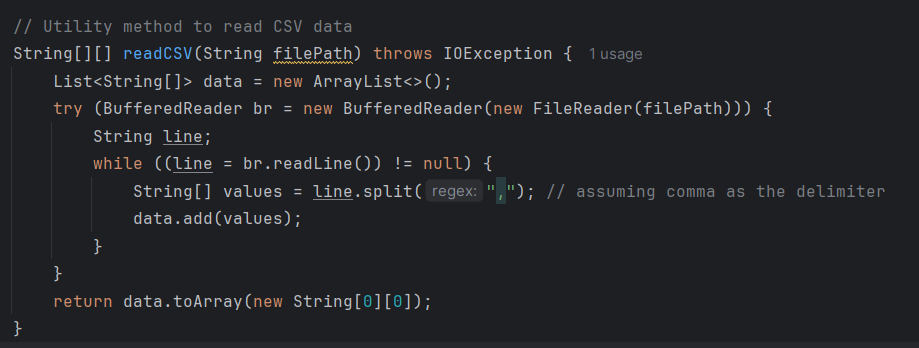 // Utility method to read CSV data
String[][] readCSV(String filePath) throws IOException {  1 usage
    List<String[]> data = new ArrayList<>();
    try (BufferedReader br = new BufferedReader(new FileReader(filePath))) {
        String line;
        while ((line = br.readLine()) != null) {
            String[] values = line.split( regex: ","); // assuming comma as the delimiter
            data.add(values);
        }
    }
    return data.toArray(new String[0][0]);
}